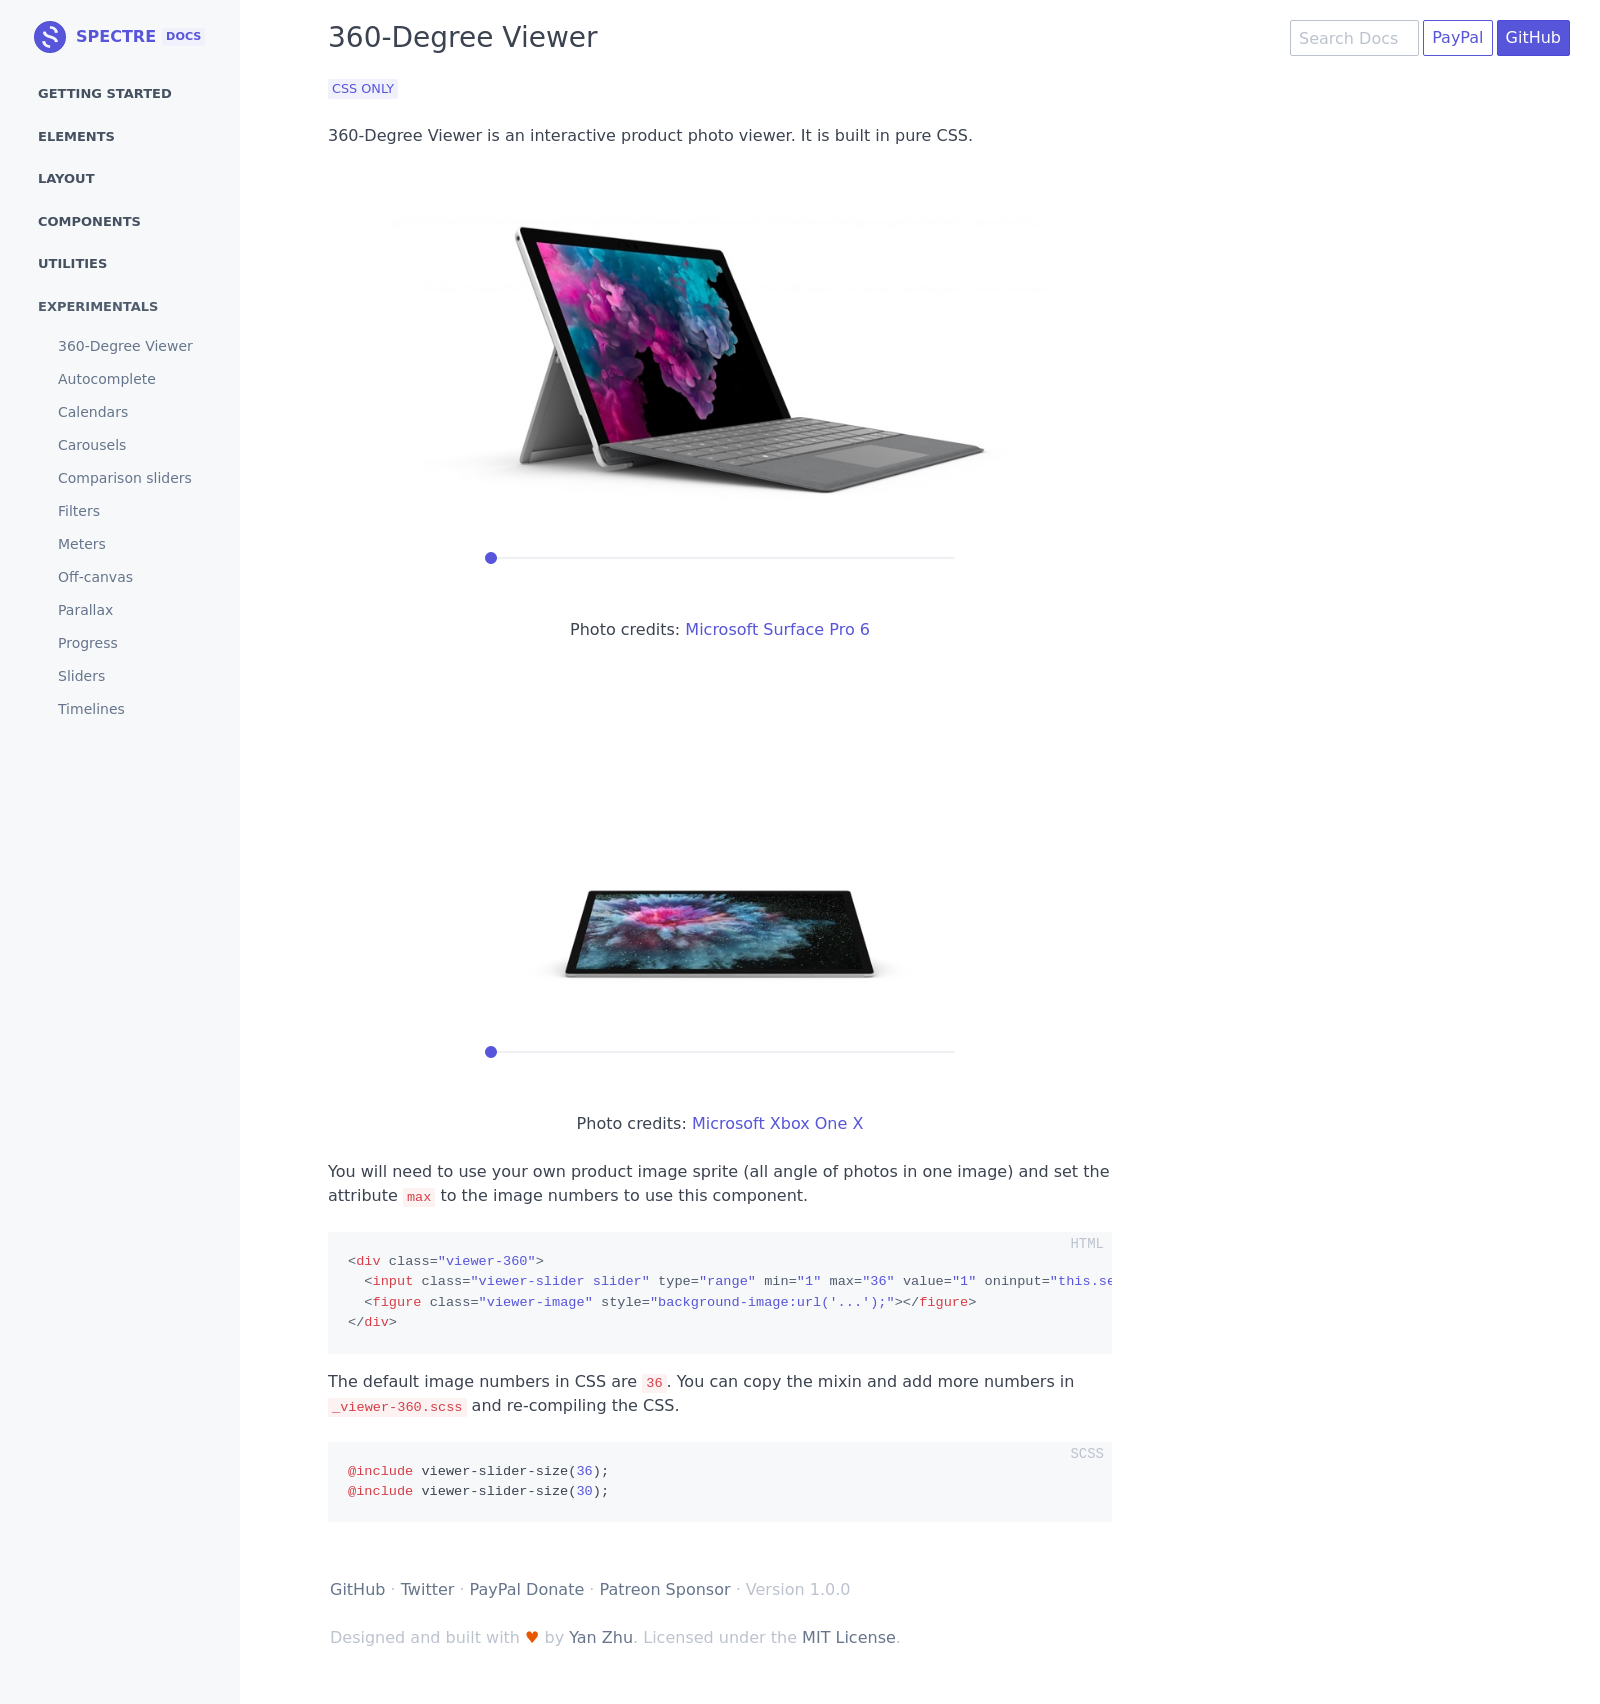 SPECTRE DOCS
GETTING STARTED
ELEMENTS
LAYOUT
COMPONENTS
UTILITIES
EXPERIMENTALS
360-Degree Viewer
Autocomplete
Calendars
Carousels
Comparison sliders
Filters
Meters
Off-canvas
Parallax
Progress
Sliders
Timelines
360-Degree Viewer
Search Docs PayPal GitHub
CSS ONLY
360-Degree Viewer is an interactive product photo viewer. It is built in pure CSS.
Photo credits: Microsoft Surface Pro 6
Photo credits: Microsoft Xbox One X
You will need to use your own product image sprite (all angle of photos in one image) and set the
attribute max to the image numbers to use this component.
HTML
<div class="viewer-360">
  <input class="viewer-slider slider" type="range" min="1" max="36" value="1" oninput="this.se
  <figure class="viewer-image" style="background-image:url('...');"></figure>
</div>
The default image numbers in CSS are 36. You can copy the mixin and add more numbers in
_viewer-360.scss and re-compiling the CSS.
SCSS
@include viewer-slider-size(36);
@include viewer-slider-size(30);
GitHub · Twitter · PayPal Donate · Patreon Sponsor · Version 1.0.0
Designed and built with ♥ by Yan Zhu. Licensed under the MIT License.